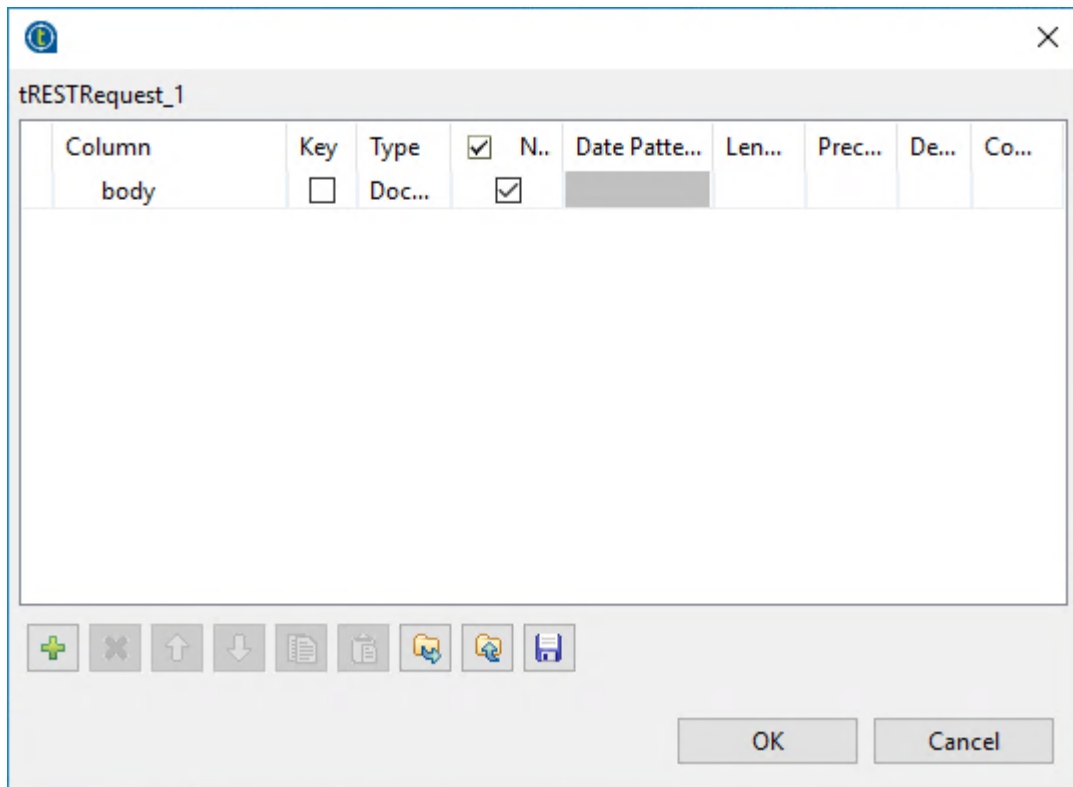 tRESTRequest_1
Column Key Type N.. Date Patte... Len... Prec... De... Co...
body Doc...
OK Cancel